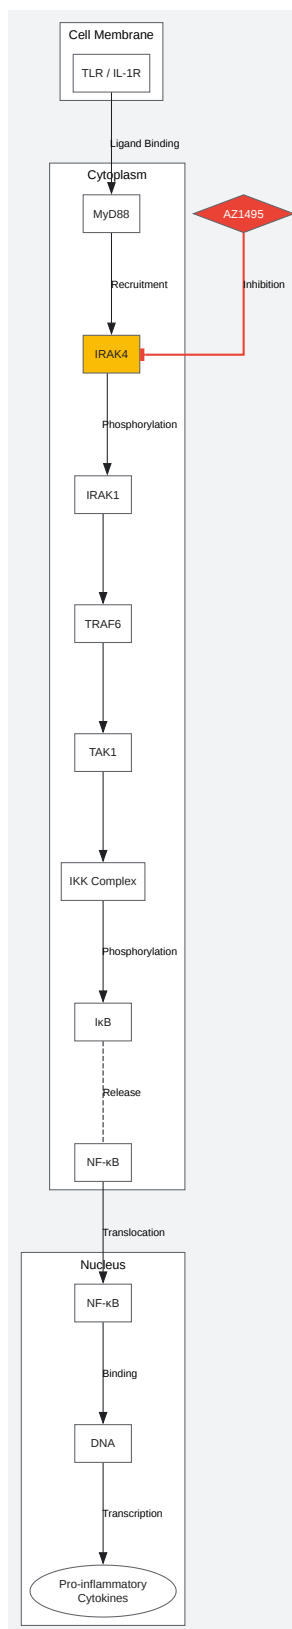 Cell Membrane
TLR / IL-1R
Ligand Binding
Cytoplasm
MyD88
AZ1495
Recruitment
Inhibition
IRAK4
Phosphorylation
IRAK1
TRAF6
TAK1
IKK Complex
Phosphorylation
IκB
Release
NF-κB
Translocation
Nucleus
NF-κB
Binding
DNA
Transcription
Pro-inflammatory
Cytokines